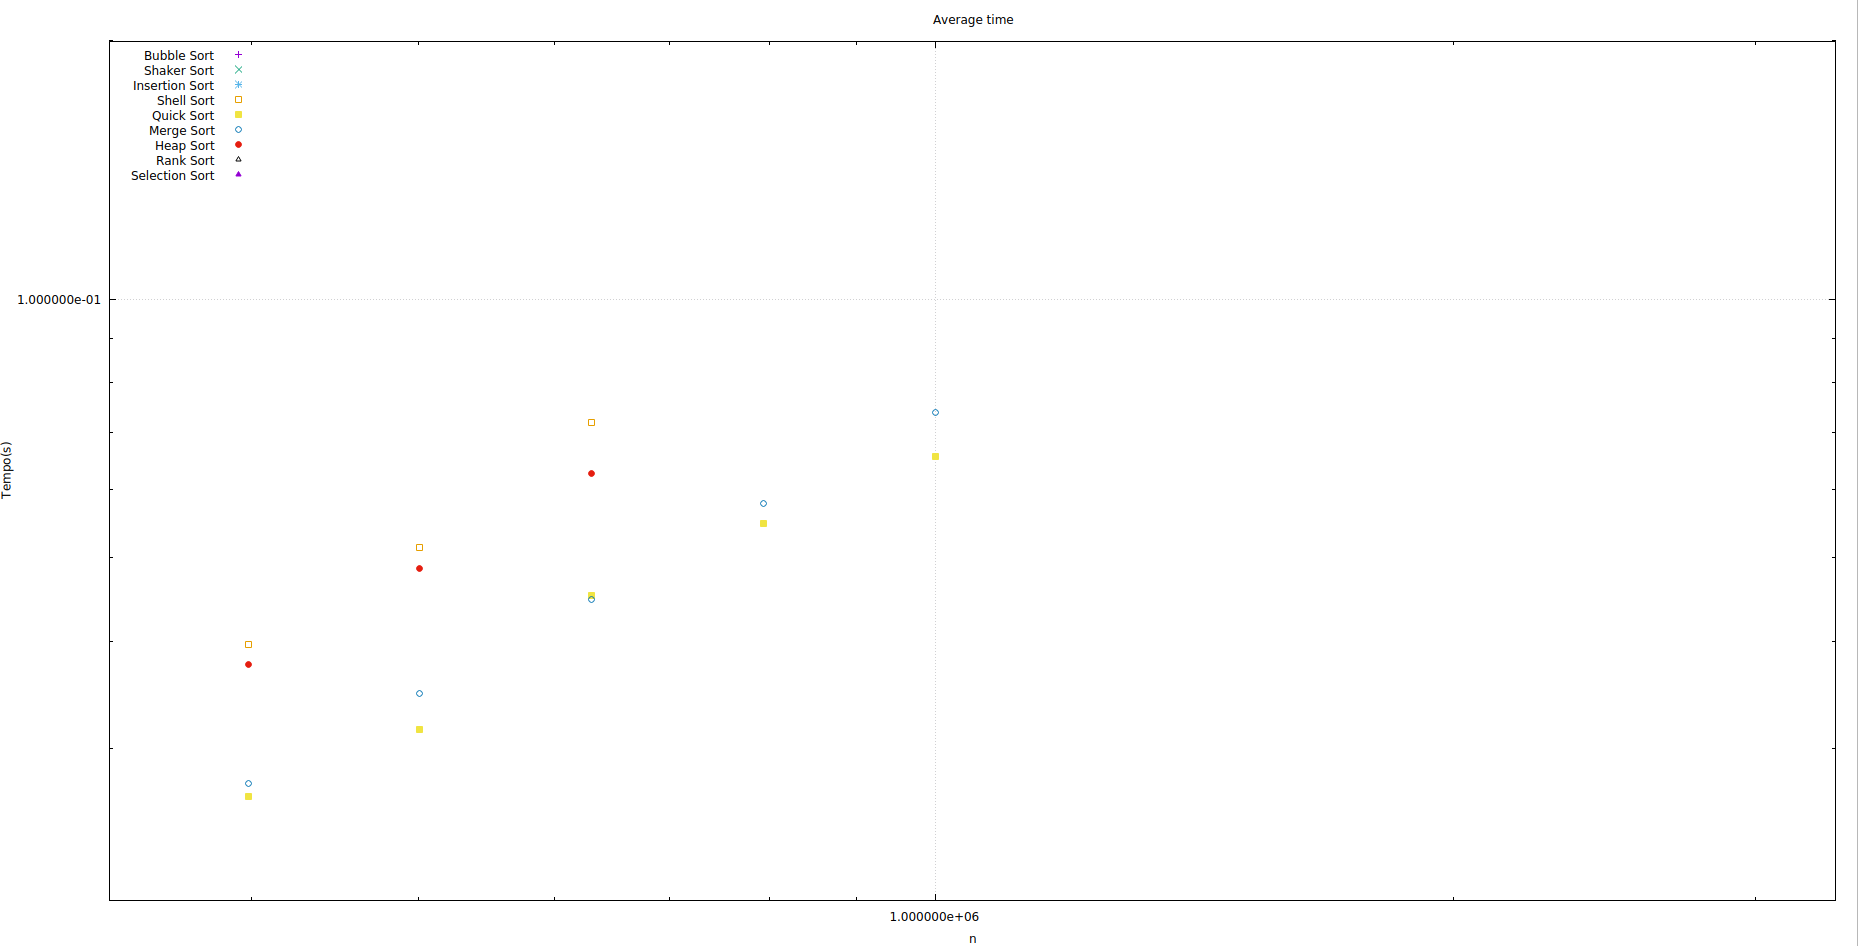 Average time
Bubble Sort
Shaker Sort
Insertion Sort
Shell Sort
Quick Sort
Merge Sort
Heap Sort
Rank Sort
Selection Sort
1.000000e-01
Tempo(s)
1.000000e+06
n